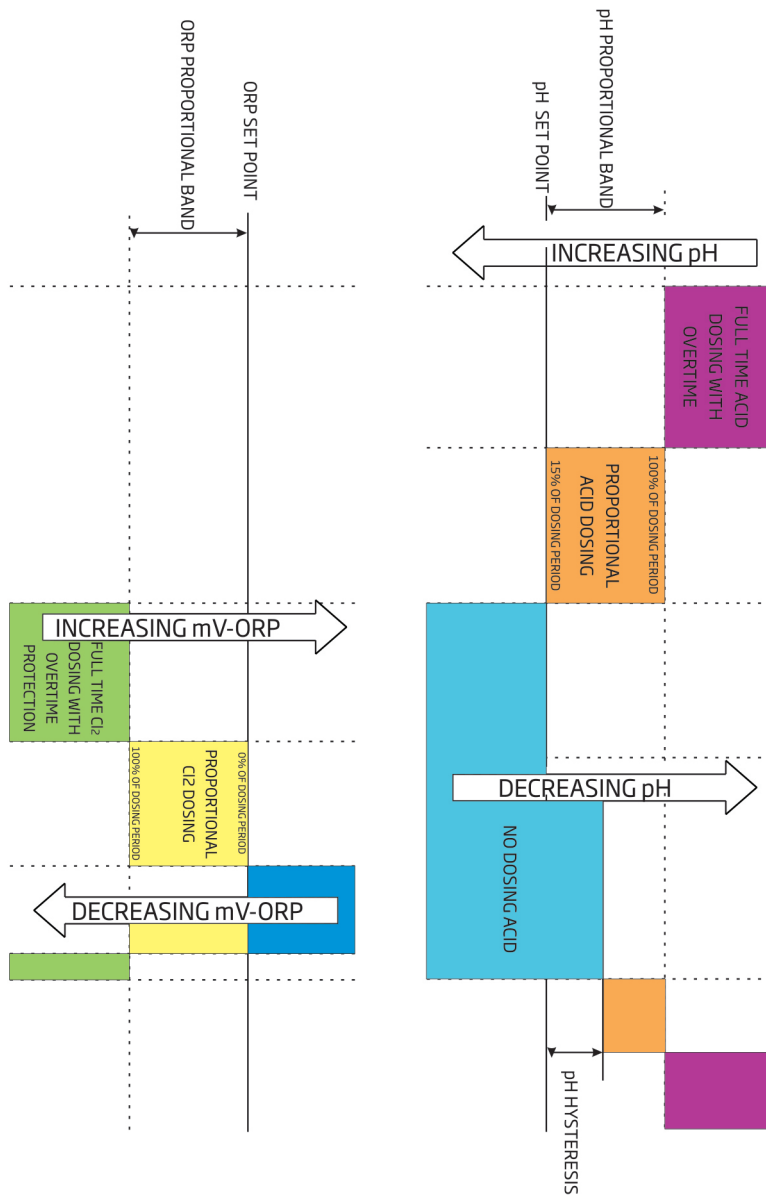 ORP SET POINT
ORP PROPORTIONAL BAND
pH PROPORTIONAL BAND
pH SET POINT
INCREASING pH
FULL TIME ACID
DOSING WITH
OVERTIME
100% OF DOSING PERIOD
PROPORTIONAL
ACID DOSING
15% OF DOSING PERIOD
INCREASING mV-ORP
FULL TIME Cl2
DOSING WITH
OVERTIME
PROTECTION
0% OF DOSING PERIOD
PROPORTIONAL
Cl2 DOSING
100% OF DOSING PERIOD
DECREASING pH
NO DOSING ACID
DECREASING mV-ORP
pH HYSTERESIS